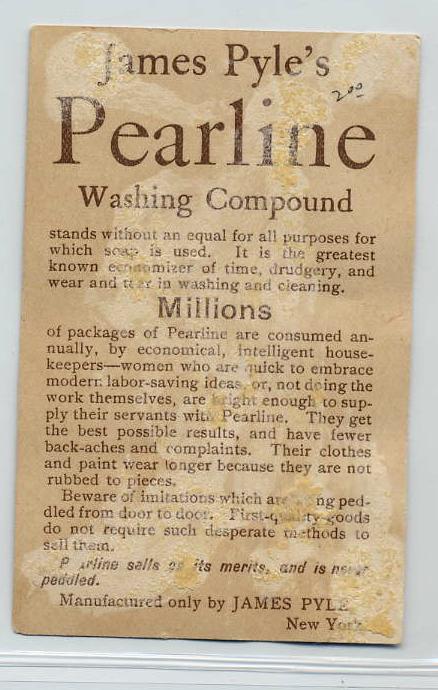 James Pyle's
200
Pearline
Washing Compound
stands without an equal for all purposes for
which soap is used. It is the greatest
known economizer of time, drudgery, and
wear and tear in washing and cleaning.
Millions
of packages of Pearline are consumed an-
nually, by economical, intelligent house-
keepers—women who are quick to embrace
modern labor-saving ideas, or, not doing the
work themselves, are bright enough to sup-
ply their servants with Pearline. They get
the best possible results, and have fewer
back-aches and complaints. Their clothes
and paint wear longer because they are not
rubbed to pieces.
Beware of imitations which are being ped-
dled from door to door. First-quality goods
do not require such desperate methods to
sell them.
Pearline sells on its merits, and is never
peddled.
Manufactured only by JAMES PYLE
New York